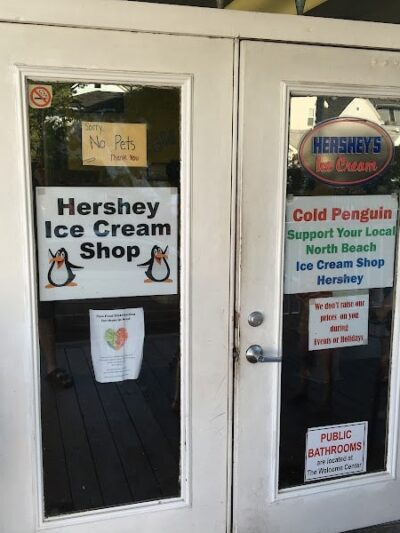 Sorry
No Pets
Thank You
Hershey
Ice Cream
Shop
HERSHEY'S
Ice Cream
Cold Penguin
Support Your Local
North Beach
Ice Cream Shop
Hershey
We don't raise our
prices on you
during
Events or Holidays
PUBLIC
BATHROOMS
are located at
The Welcome Center